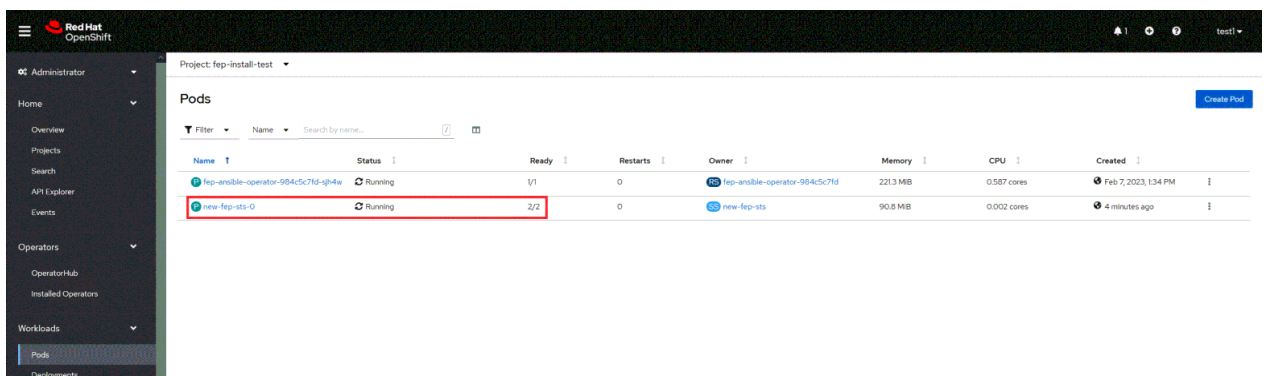 Red Hat
OpenShift
1
test1
Administrator
Project: fep-install-test
Home
Pods
Create Pod
Overview
Filter Name Search by name... /
Projects
Search
API Explorer
Events
Name Status Ready Restarts Owner Memory CPU Created
P fep-ansible-operator-984c5c7fd-sjh4w Running 1/1 0 RS fep-ansible-operator-984c5c7fd 221.3 MiB 0.587 cores Feb 7, 2023, 1:34 PM
P new-fep-sts-0 Running 2/2 0 SS new-fep-sts 90.8 MiB 0.002 cores 4 minutes ago
Operators
OperatorHub
Installed Operators
Workloads
Pods
Deployments